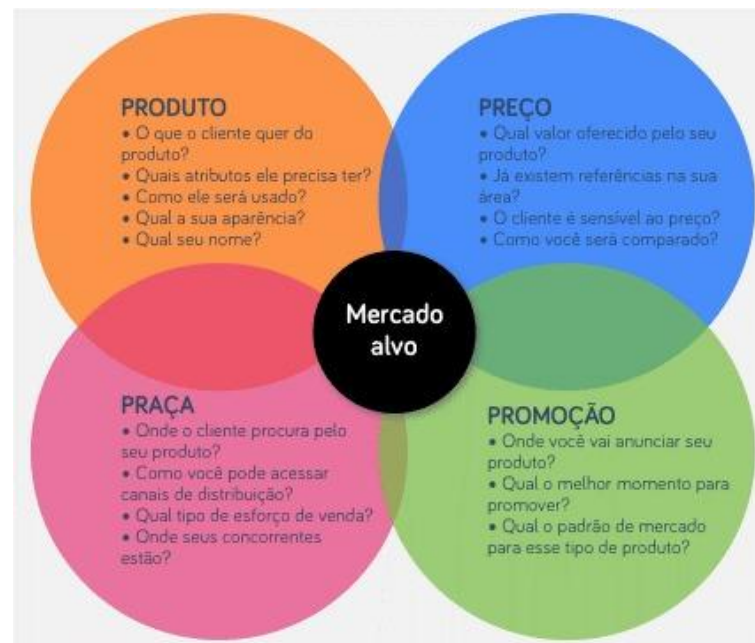 PRODUTO
• O que o cliente quer do
produto?
• Quais atributos ele precisa ter?
• Como ele será usado?
• Qual a sua aparência?
• Qual seu nome?
PREÇO
• Qual valor oferecido pelo seu
produto?
• Já existem referências na sua
área?
• O cliente é sensível ao preço?
• Como você será comparado?
Mercado
alvo
PRAÇA
• Onde o cliente procura pelo
seu produto?
• Como você pode acessar
canais de distribuição?
• Qual tipo de esforço de venda?
• Onde seus concorrentes
estão?
PROMOÇÃO
• Onde você vai anunciar seu
produto?
• Qual o melhor momento para
promover?
• Qual o padrão de mercado
para esse tipo de produto?